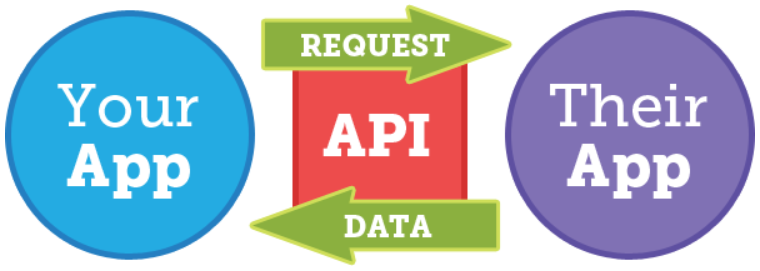 Your
App
REQUEST
API
DATA
Their
App